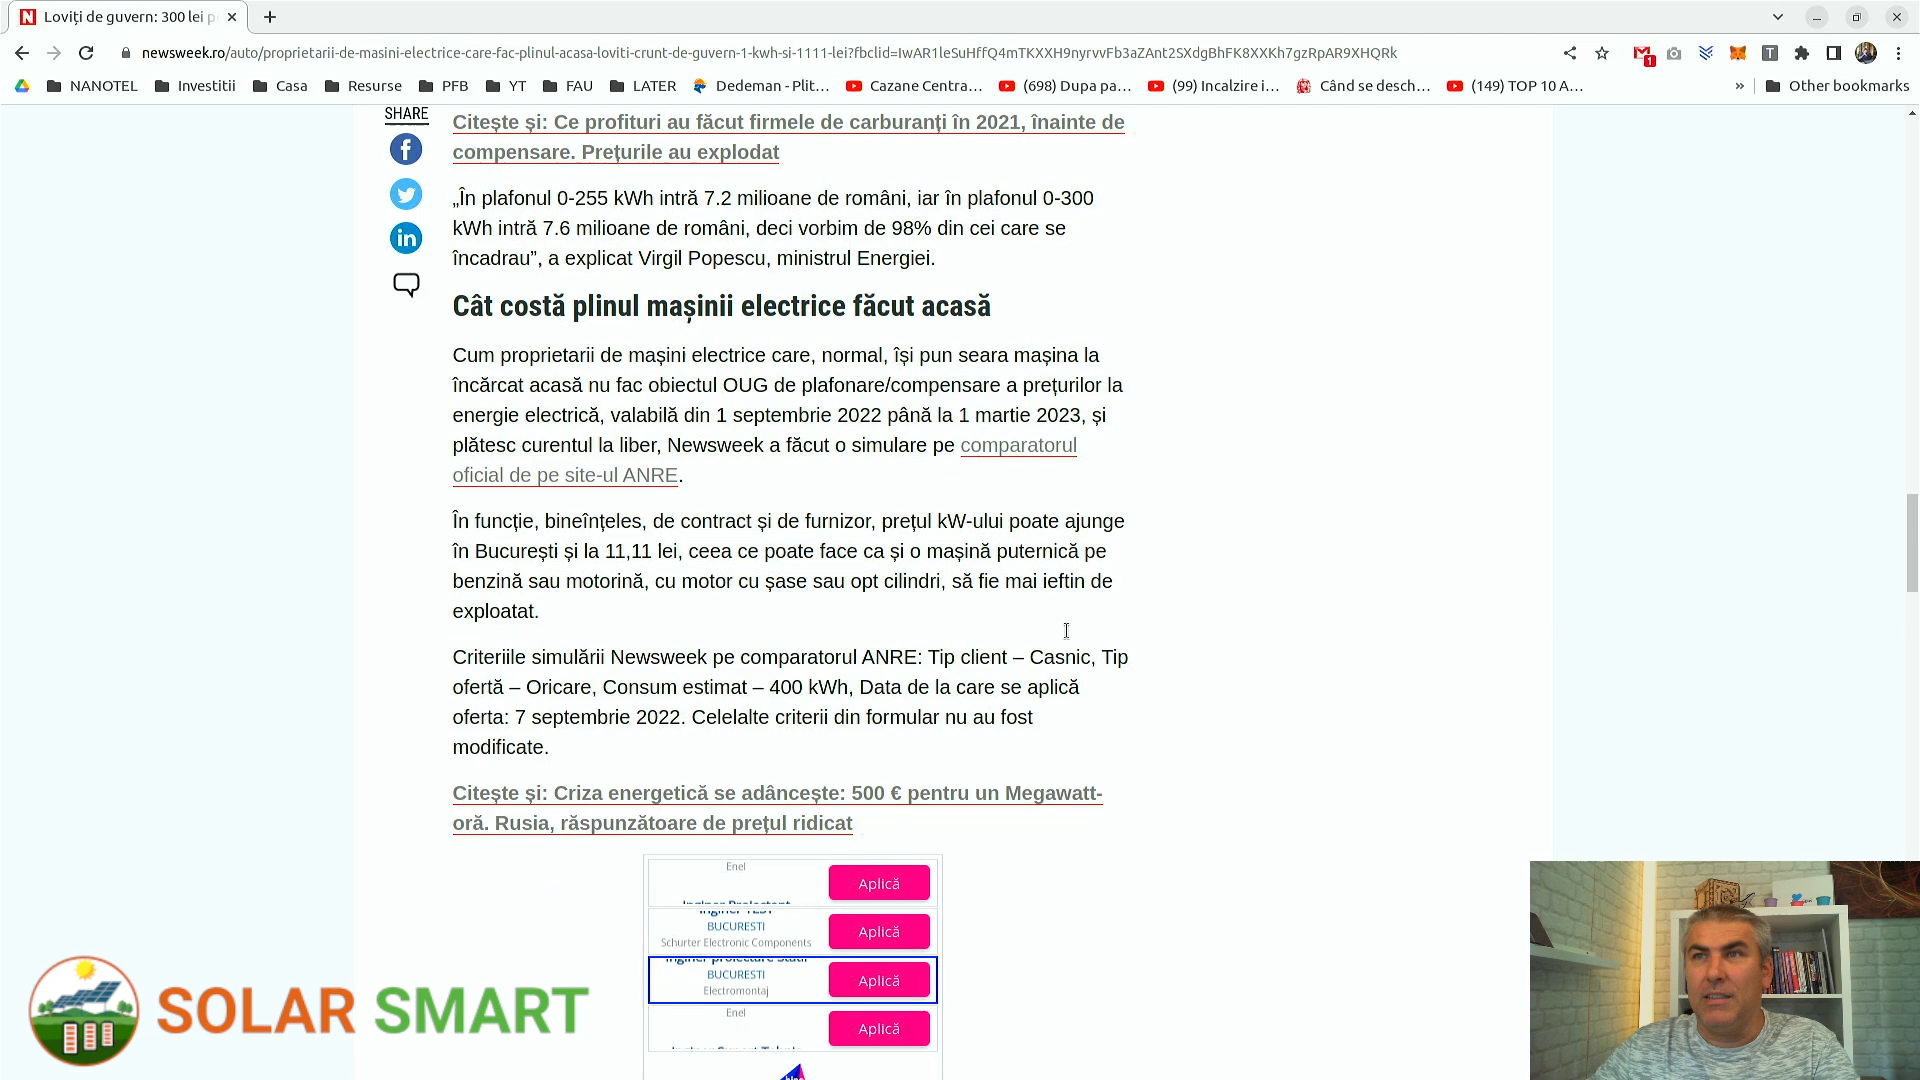 Loviți de guvern: 300 lei p
newsweek.ro/auto/proprietarii-de-masini-electrice-care-fac-plinul-acasa-loviti-crunt-de-guvern-1-kwh-si-1111-lei?fbclid=IwAR1leSuHffQ4mTKXXH9nyrvvFb3aZAnt2SXdgBhFK8XXKh7gzRpAR9XHQRk
1
T
NANOTEL
Investitii
Casa
Resurse
PFB
YT
FAU
LATER
Dedeman - Plit...
Cazane Centra...
(698) Dupa pa...
(99) Incalzire i...
Când se desch...
(149) TOP 10 A...
»
Other bookmarks
SHARE
Citește și: Ce profituri au făcut firmele de carburanți în 2021, înainte de
compensare. Prețurile au explodat
„În plafonul 0-255 kWh intră 7.2 milioane de români, iar în plafonul 0-300
kWh intră 7.6 milioane de români, deci vorbim de 98% din cei care se
încadrau”, a explicat Virgil Popescu, ministrul Energiei.
Cât costă plinul mașinii electrice făcut acasă
Cum proprietarii de mașini electrice care, normal, își pun seara mașina la
încărcat acasă nu fac obiectul OUG de plafonare/compensare a prețurilor la
energie electrică, valabilă din 1 septembrie 2022 până la 1 martie 2023, și
plătesc curentul la liber, Newsweek a făcut o simulare pe comparatorul
oficial de pe site-ul ANRE.
În funcție, bineînțeles, de contract și de furnizor, prețul kW-ului poate ajunge
în București și la 11,11 lei, ceea ce poate face ca și o mașină puternică pe
benzină sau motorină, cu motor cu șase sau opt cilindri, să fie mai ieftin de
exploatat.
Criteriile simulării Newsweek pe comparatorul ANRE: Tip client – Casnic, Tip
ofertă – Oricare, Consum estimat – 400 kWh, Data de la care se aplică
oferta: 7 septembrie 2022. Celelalte criterii din formular nu au fost
modificate.
Citește și: Criza energetică se adâncește: 500 € pentru un Megawatt-
oră. Rusia, răspunzătoare de prețul ridicat
Enel
Aplică
Inginer Proiectant
Inginer TEST
BUCURESTI
Schurter Electronic Components
Aplică
BUCURESTI
Electromontaj
Aplică
Enel
Aplică
SOLAR SMART